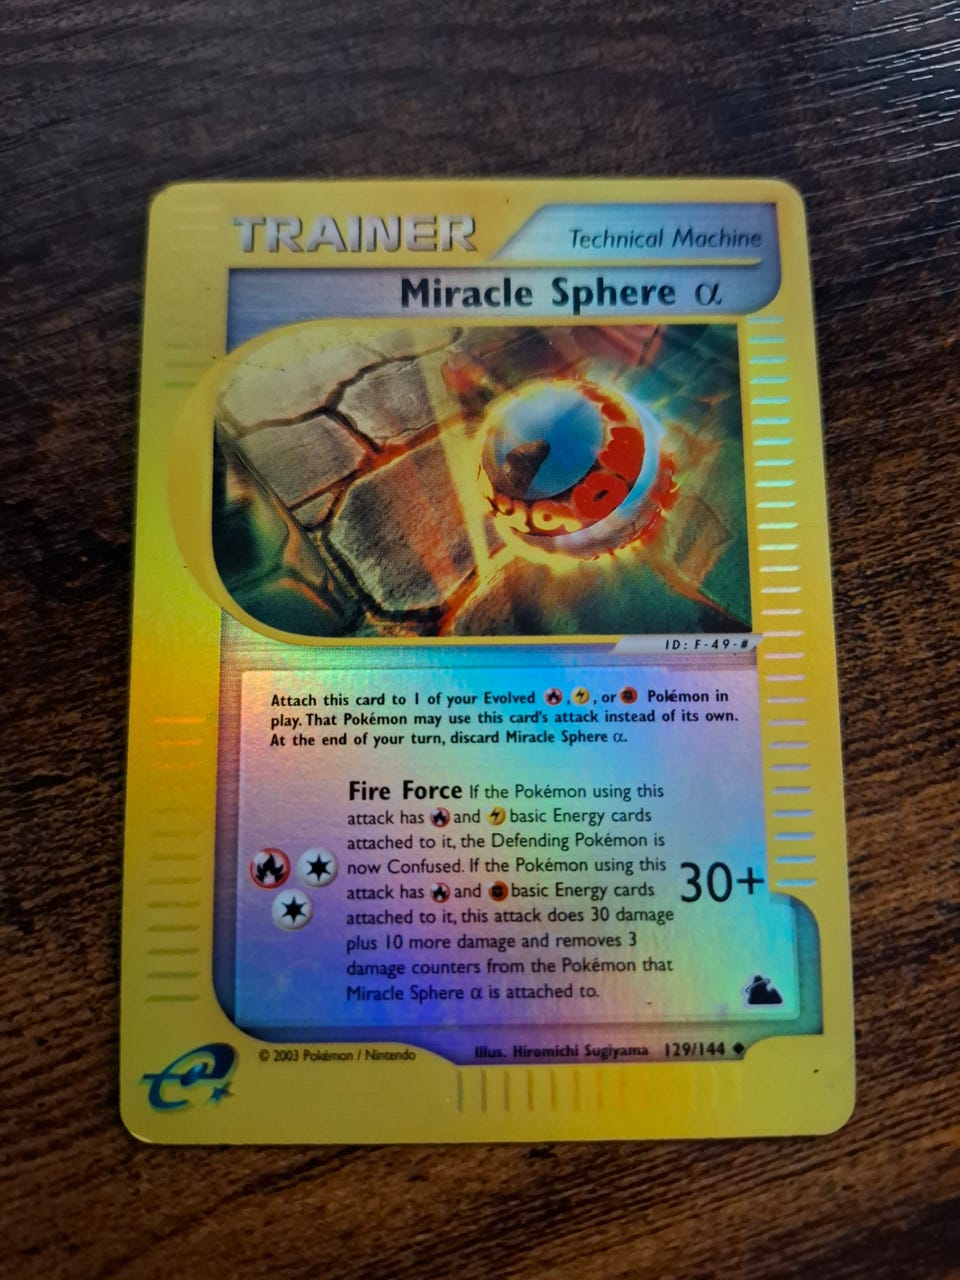 TRAINER
Technical Machine
Miracle Sphere α
ID: F-49-#
Attach this card to 1 of your Evolved , , or Pokémon in
play. That Pokémon may use this card's attack instead of its own.
At the end of your turn, discard Miracle Sphere α.
Fire Force If the Pokémon using this
attack has and basic Energy cards
attached to it, the Defending Pokémon is
now Confused. If the Pokémon using this
attack has and basic Energy cards
attached to it, this attack does 30 damage
plus 10 more damage and removes 3
damage counters from the Pokémon that
Miracle Sphere α is attached to.
30+
© 2003 Pokémon / Nintendo
Illus. Hiromichi Sugiyama 129/144 ◆
e